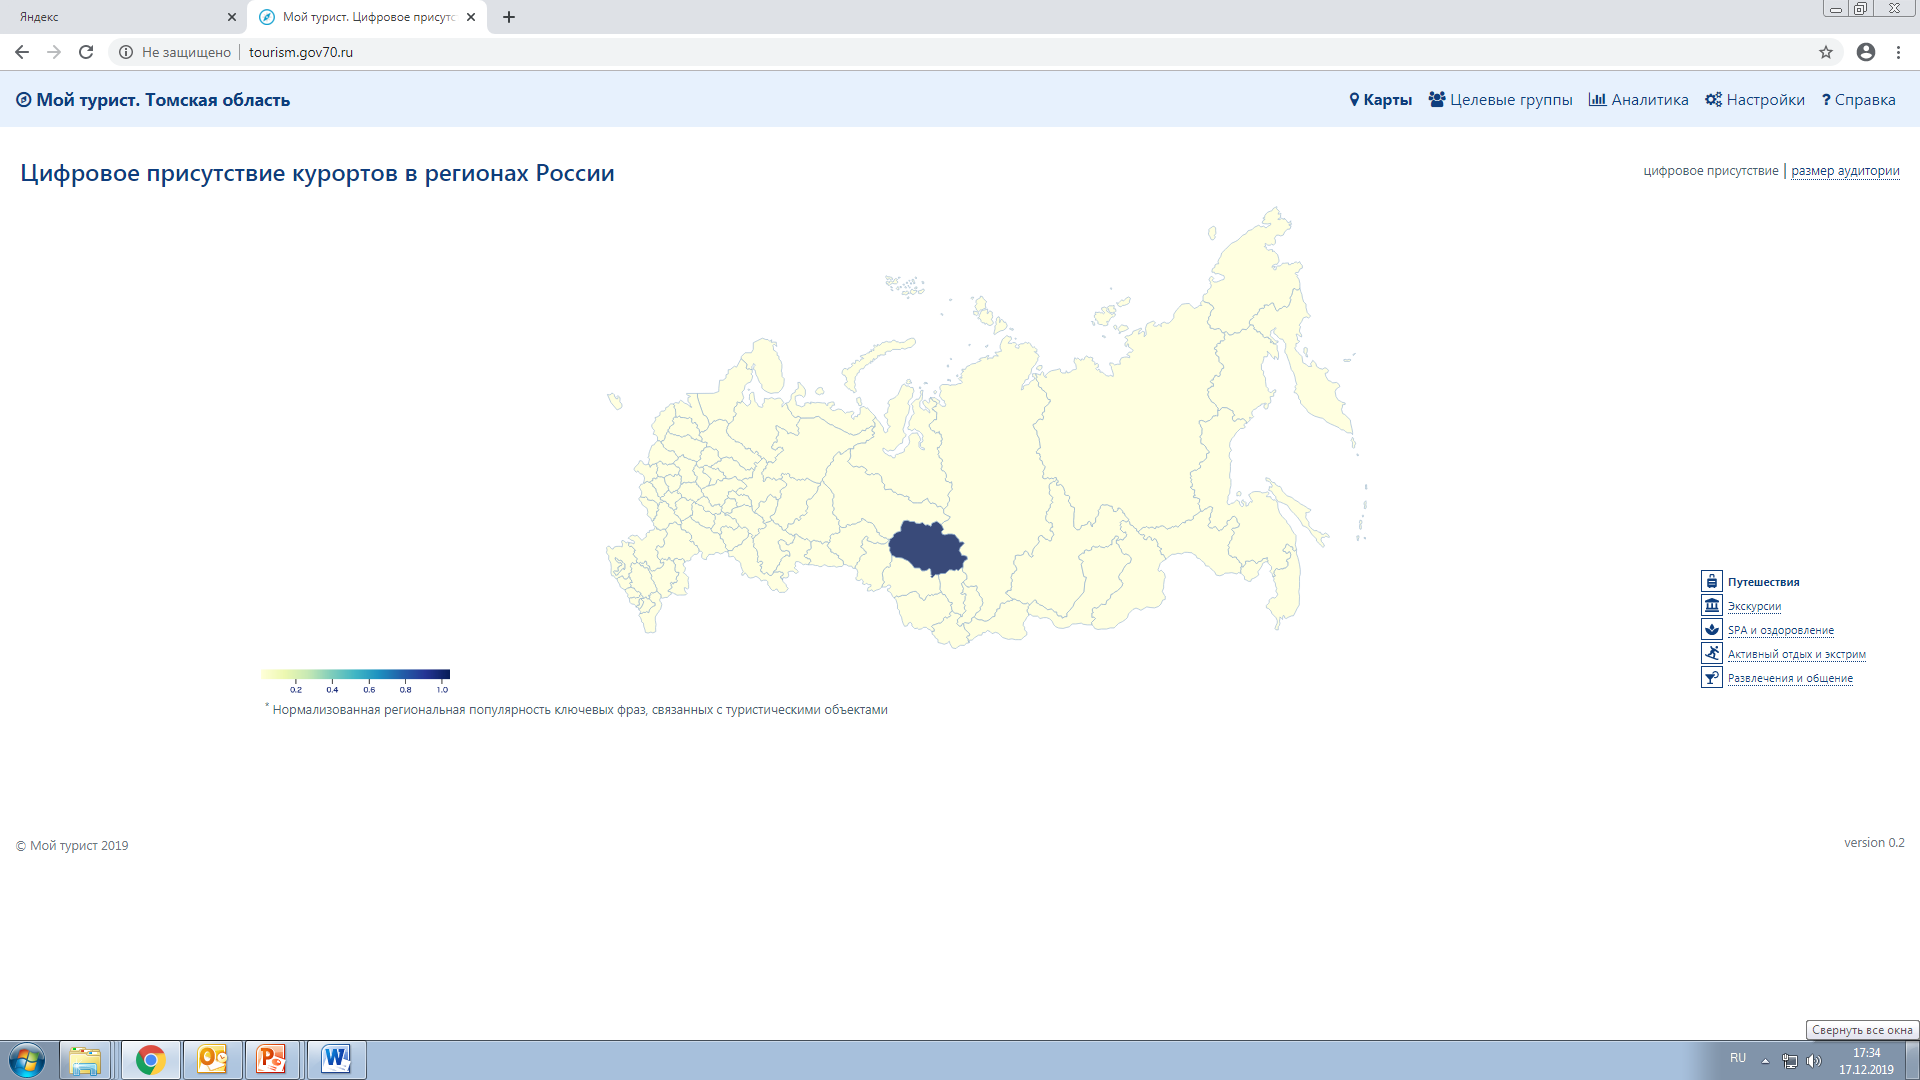 Яндекс
Мой турист. Цифровое присутс
Не защищено
tourism.gov70.ru
Мой турист. Томская область
Карты
Целевые группы
Аналитика
Настройки
? Справка
Цифровое присутствие курортов в регионах России
цифровое присутствие | размер аудитории
Путешествия
Экскурсии
SPA и оздоровление
Активный отдых и экстрим
Развлечения и общение
0.2 0.4 0.6 0.8 1.0
* Нормализованная региональная популярность ключевых фраз, связанных с туристическими объектами
© Мой турист 2019
version 0.2
Свернуть все окна
RU
17:34
17.12.2019